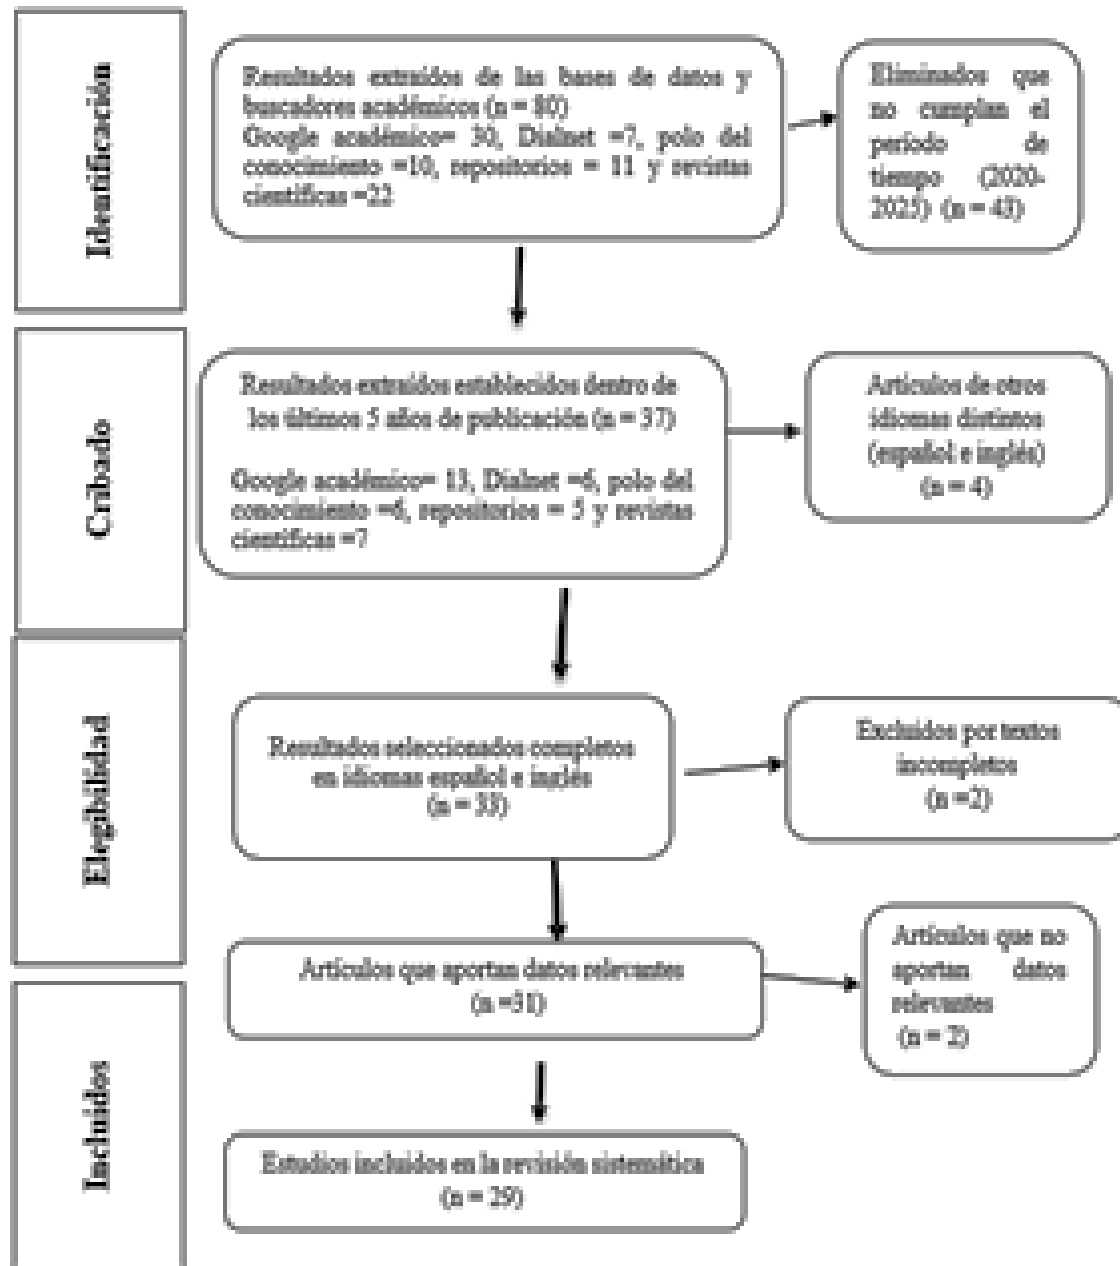 Identificación
Resultados extraídos de las bases de datos y
buscadores académicos (n = 80)
Google académico= 30, Dialnet =7, polo del
conocimiento =10, repositorios = 11 y revistas
científicas =22
Eliminados que
no cumplan el
período de
tiempo (2020-
2025) (n = 43)
Cribado
Resultados extraídos establecidos dentro de
los últimos 5 años de publicación (n = 37)
Google académico= 13, Dialnet =6, polo del
conocimiento =6, repositorios = 5 y revistas
científicas =7
Artículos de otros
idiomas distintos
(español e inglés)
(n = 4)
Elegibilidad
Resultados seleccionados completos
en idiomas español e inglés
(n = 33)
Excluidos por textos
incompletos
(n =2)
Artículos que aportan datos relevantes
(n =31)
Artículos que no
aportan datos
relevantes
(n = 2)
Incluidos
Estudios incluidos en la revisión sistemática
(n = 29)